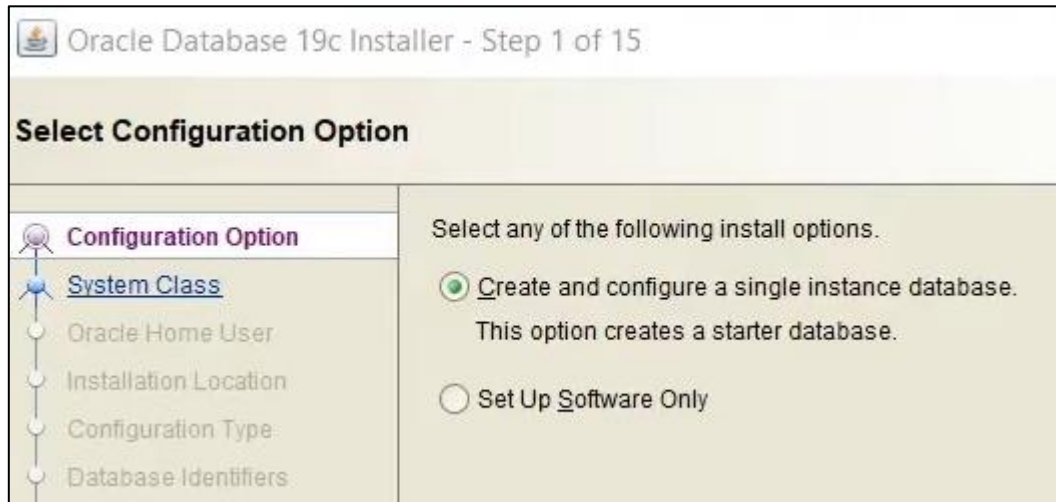 Oracle Database 19c Installer - Step 1 of 15
Select Configuration Option
Configuration Option
System Class
Oracle Home User
Installation Location
Configuration Type
Database Identifiers
Select any of the following install options.
Create and configure a single instance database.
This option creates a starter database.
Set Up Software Only